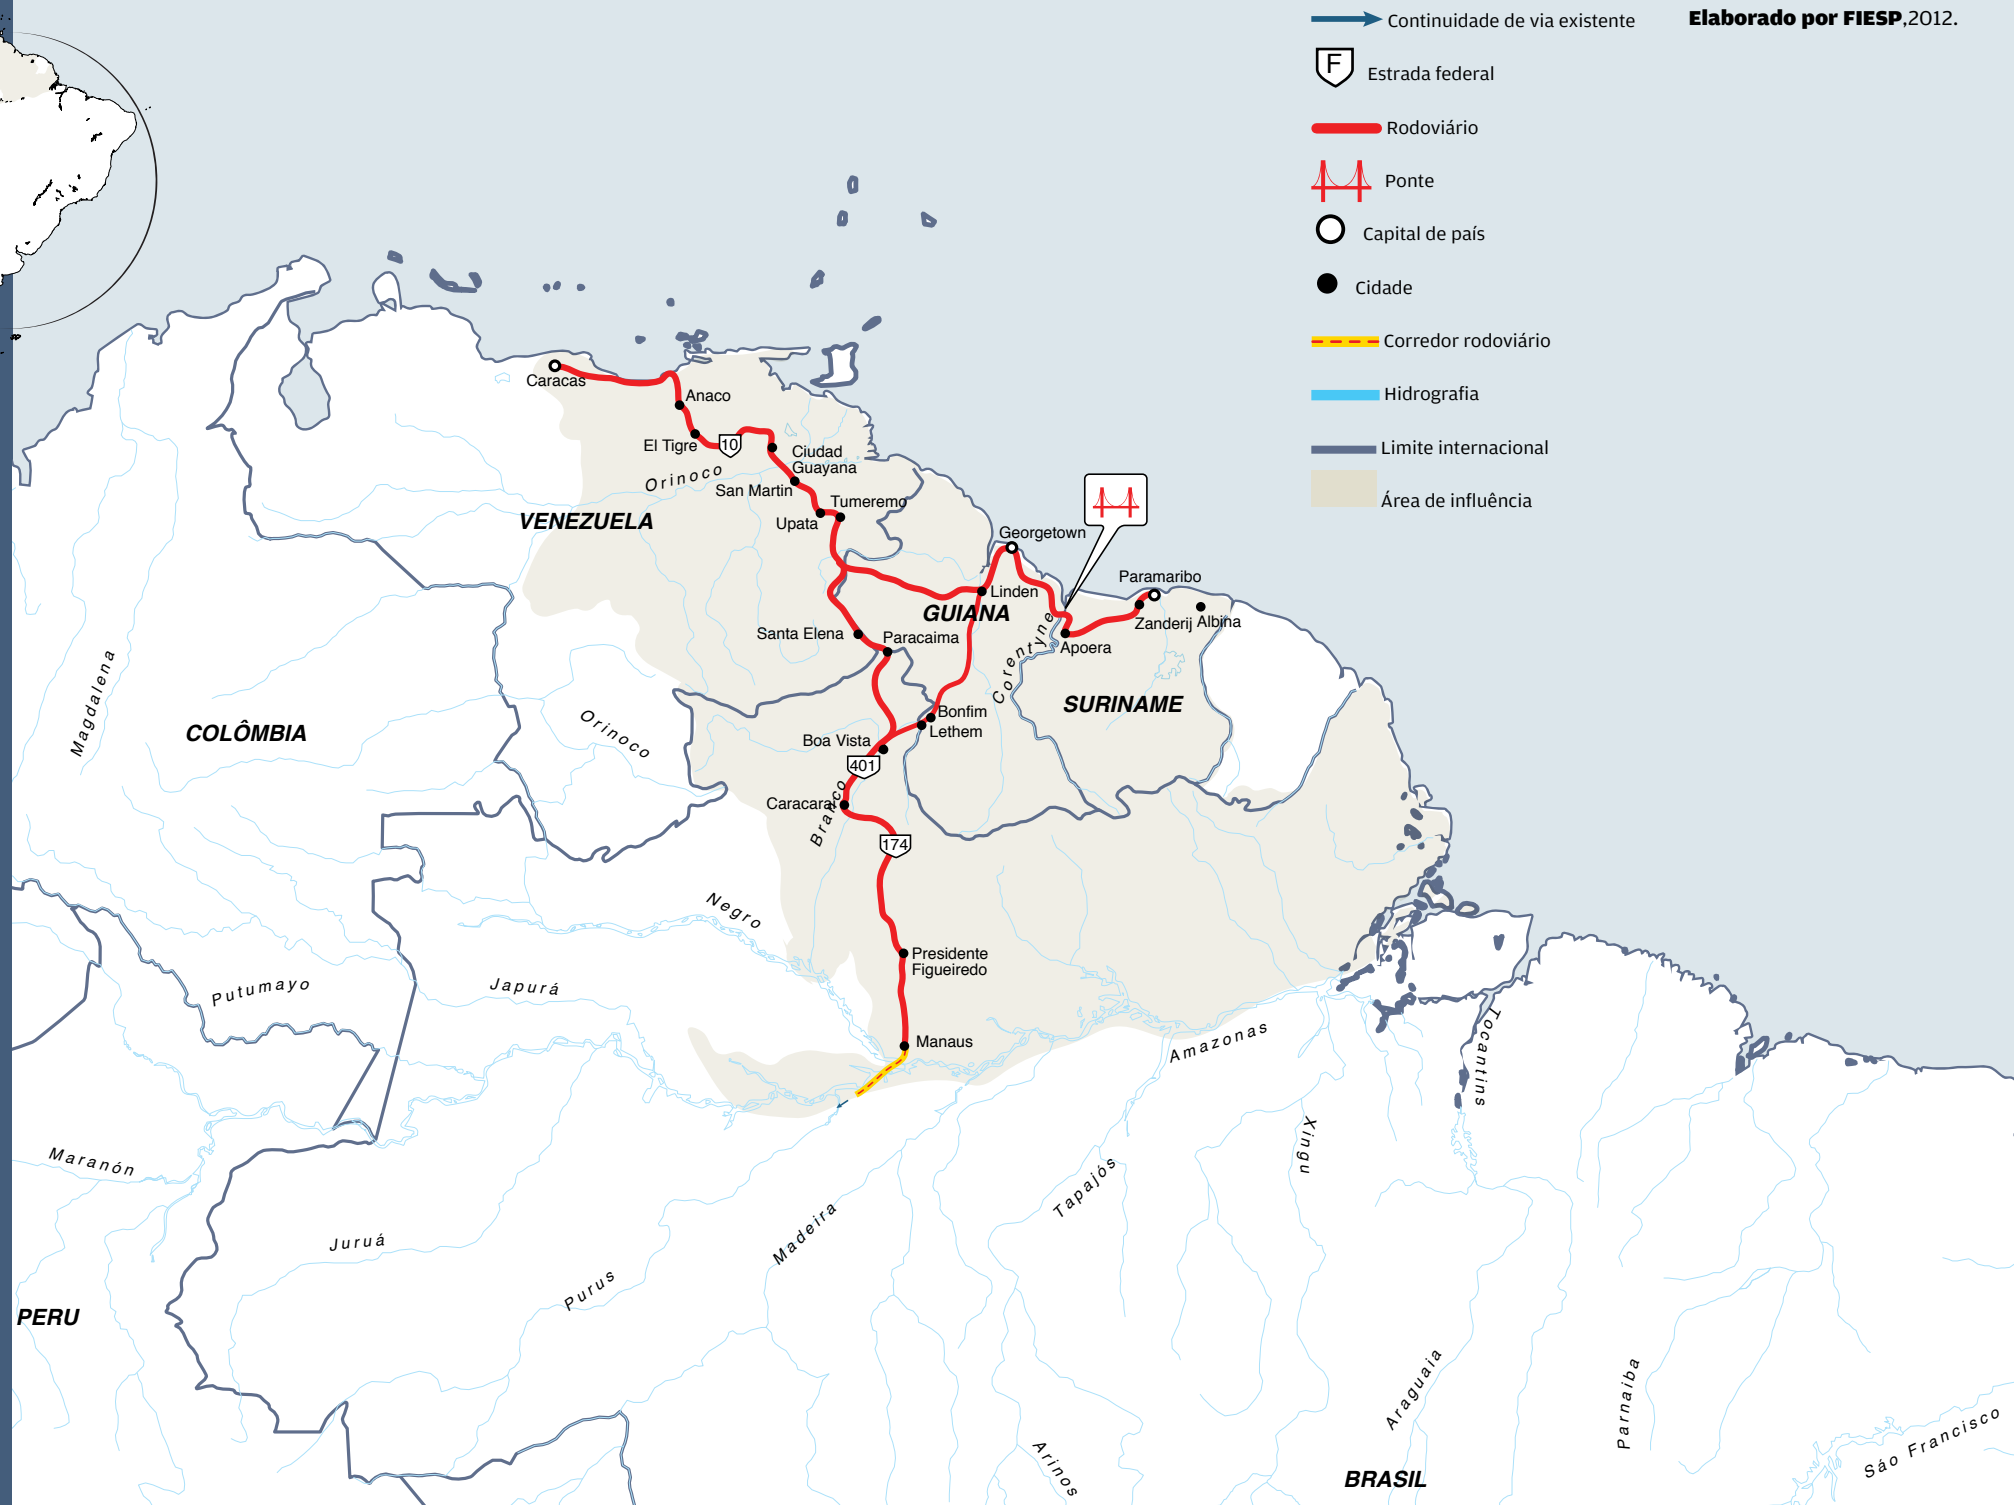 Continuidade de via existente
Elaborado por FIESP,2012.
F
Estrada federal
Rodoviário
Ponte
Capital de país
Cidade
Corredor rodoviário
Hidrografia
Limite internacional
Área de influência
Caracas
Anaco
El Tigre
10
Ciudad
Guayana
Orinoco
San Martin
Tumeremo
Upata
VENEZUELA
Georgetown
Paramaribo
Linden
GUIANA
Zanderij
Albina
Santa Elena
Paracaima
Corentyne
Apoera
Magdalena
COLÔMBIA
Orinoco
SURINAME
Bonfim
Lethem
Boa Vista
401
Caracaraí
Branco
174
Negro
Presidente
Figueiredo
Putumayo
Japurá
Manaus
Amazonas
Tocantins
Maranón
Xingu
Tapajós
Madeira
Juruá
Purus
PERU
Araguaia
Parnaiba
São Francisco
Arinos
BRASIL